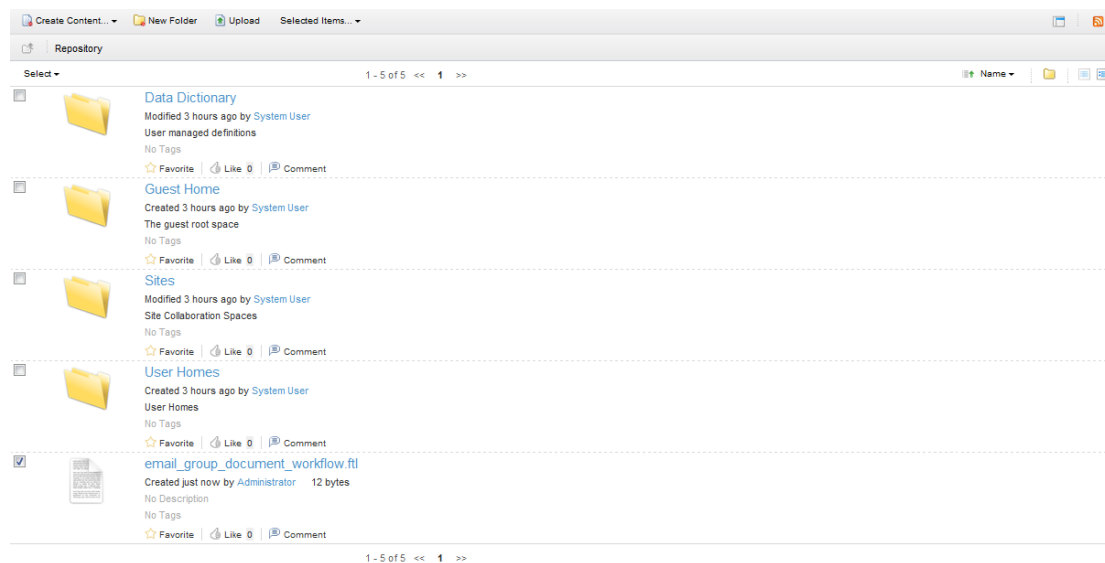 Create Content... New Folder Upload Selected Items...
Repository
Select 1 - 5 of 5 << 1 >> Name
Data Dictionary
Modified 3 hours ago by System User
User managed definitions
No Tags
Favorite Like 0 Comment
Guest Home
Created 3 hours ago by System User
The guest root space
No Tags
Favorite Like 0 Comment
Sites
Modified 3 hours ago by System User
Site Collaboration Spaces
No Tags
Favorite Like 0 Comment
User Homes
Created 3 hours ago by System User
User Homes
No Tags
Favorite Like 0 Comment
email_group_document_workflow.ftl
Created just now by Administrator 12 bytes
No Description
No Tags
Favorite Like 0 Comment
1 - 5 of 5 << 1 >>